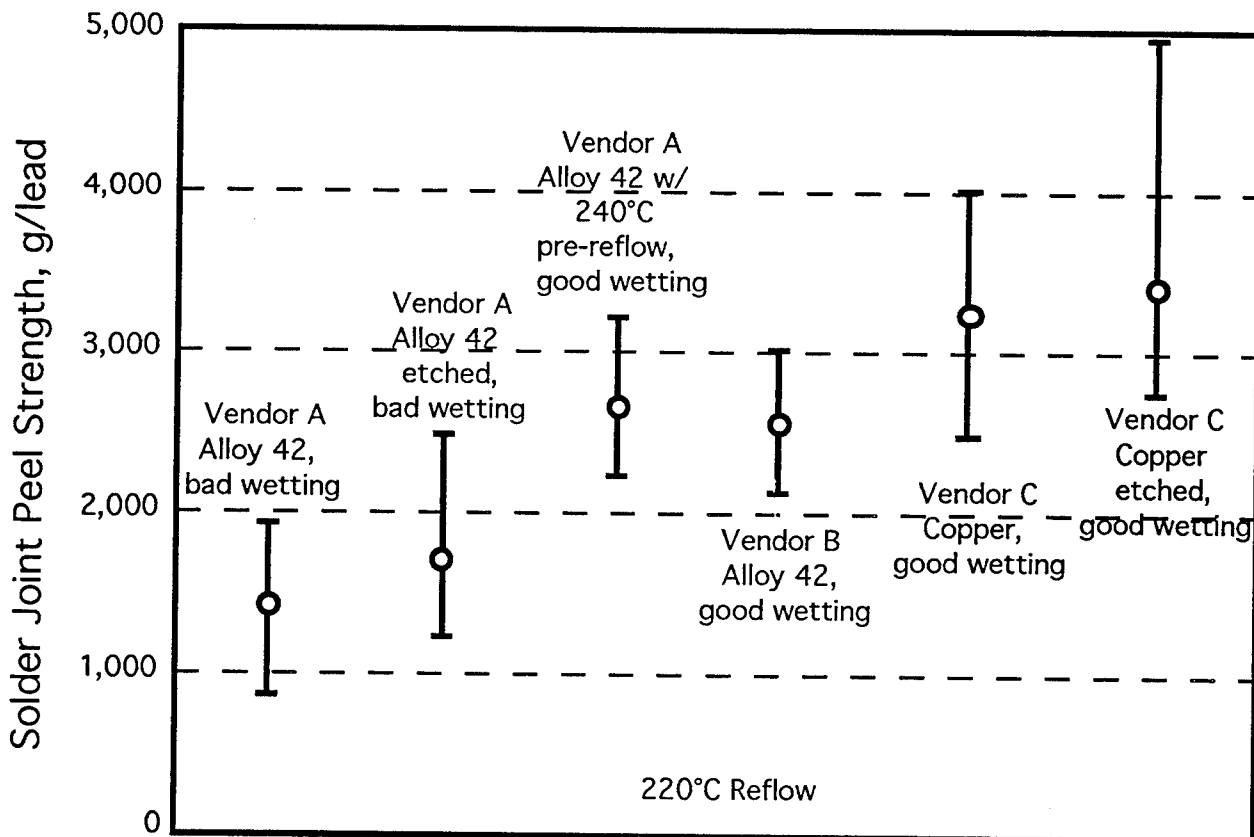 Solder Joint Peel Strength, g/lead
5,000
4,000
3,000
2,000
1,000
0
Vendor A
Alloy 42,
bad wetting
Vendor A
Alloy 42
etched,
bad wetting
Vendor A
Alloy 42 w/
240°C
pre-reflow,
good wetting
Vendor B
Alloy 42,
good wetting
Vendor C
Copper,
good wetting
Vendor C
Copper
etched,
good wetting
220°C Reflow